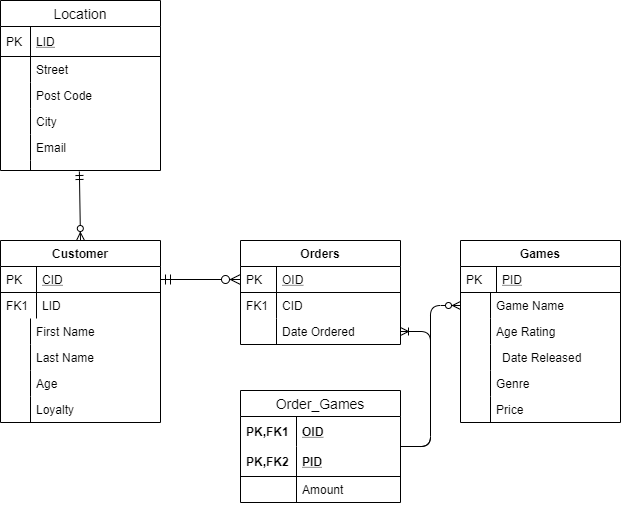 Location
PK LID
Street
Post Code
City
Email
Customer
PK CID
FK1 LID
First Name
Last Name
Age
Loyalty
Orders
PK OID
FK1 CID
Date Ordered
Games
PK PID
Game Name
Age Rating
Date Released
Genre
Price
Order_Games
PK,FK1 OID
PK,FK2 PID
Amount